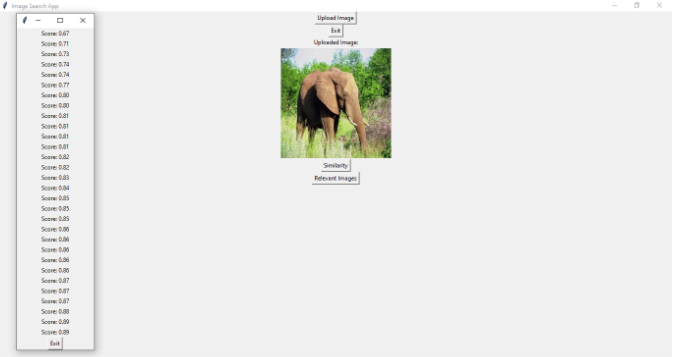 Image Search App
Score: 0.67
Score: 0.71
Score: 0.73
Score: 0.74
Score: 0.74
Score: 0.77
Score: 0.80
Score: 0.80
Score: 0.81
Score: 0.81
Score: 0.81
Score: 0.81
Score: 0.82
Score: 0.82
Score: 0.83
Score: 0.84
Score: 0.85
Score: 0.85
Score: 0.85
Score: 0.86
Score: 0.86
Score: 0.86
Score: 0.86
Score: 0.86
Score: 0.87
Score: 0.87
Score: 0.87
Score: 0.88
Score: 0.89
Score: 0.89
Exit
Upload Image
Exit
Uploaded Image:
Similarity
Relevant Images